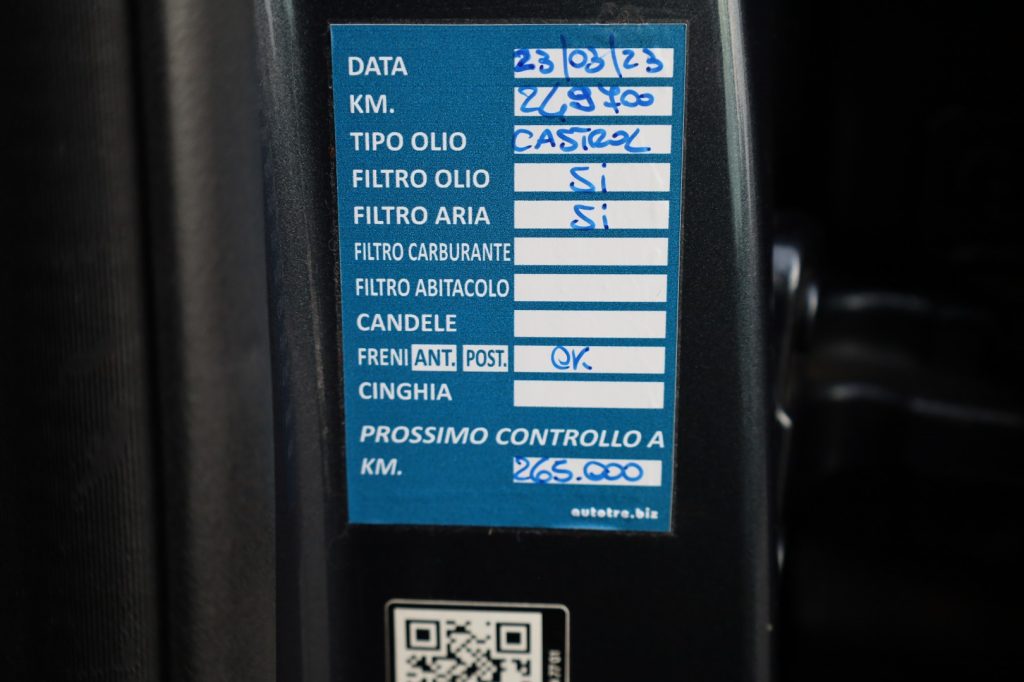 DATA 23/03/23
KM. 249700
TIPO OLIO CASTROL
FILTRO OLIO Si
FILTRO ARIA Si
FILTRO CARBURANTE
FILTRO ABITACOLO
CANDELE
FRENI ANT. POST. OK
CINGHIA
PROSSIMO CONTROLLO A
KM. 265.000
autotre.biz